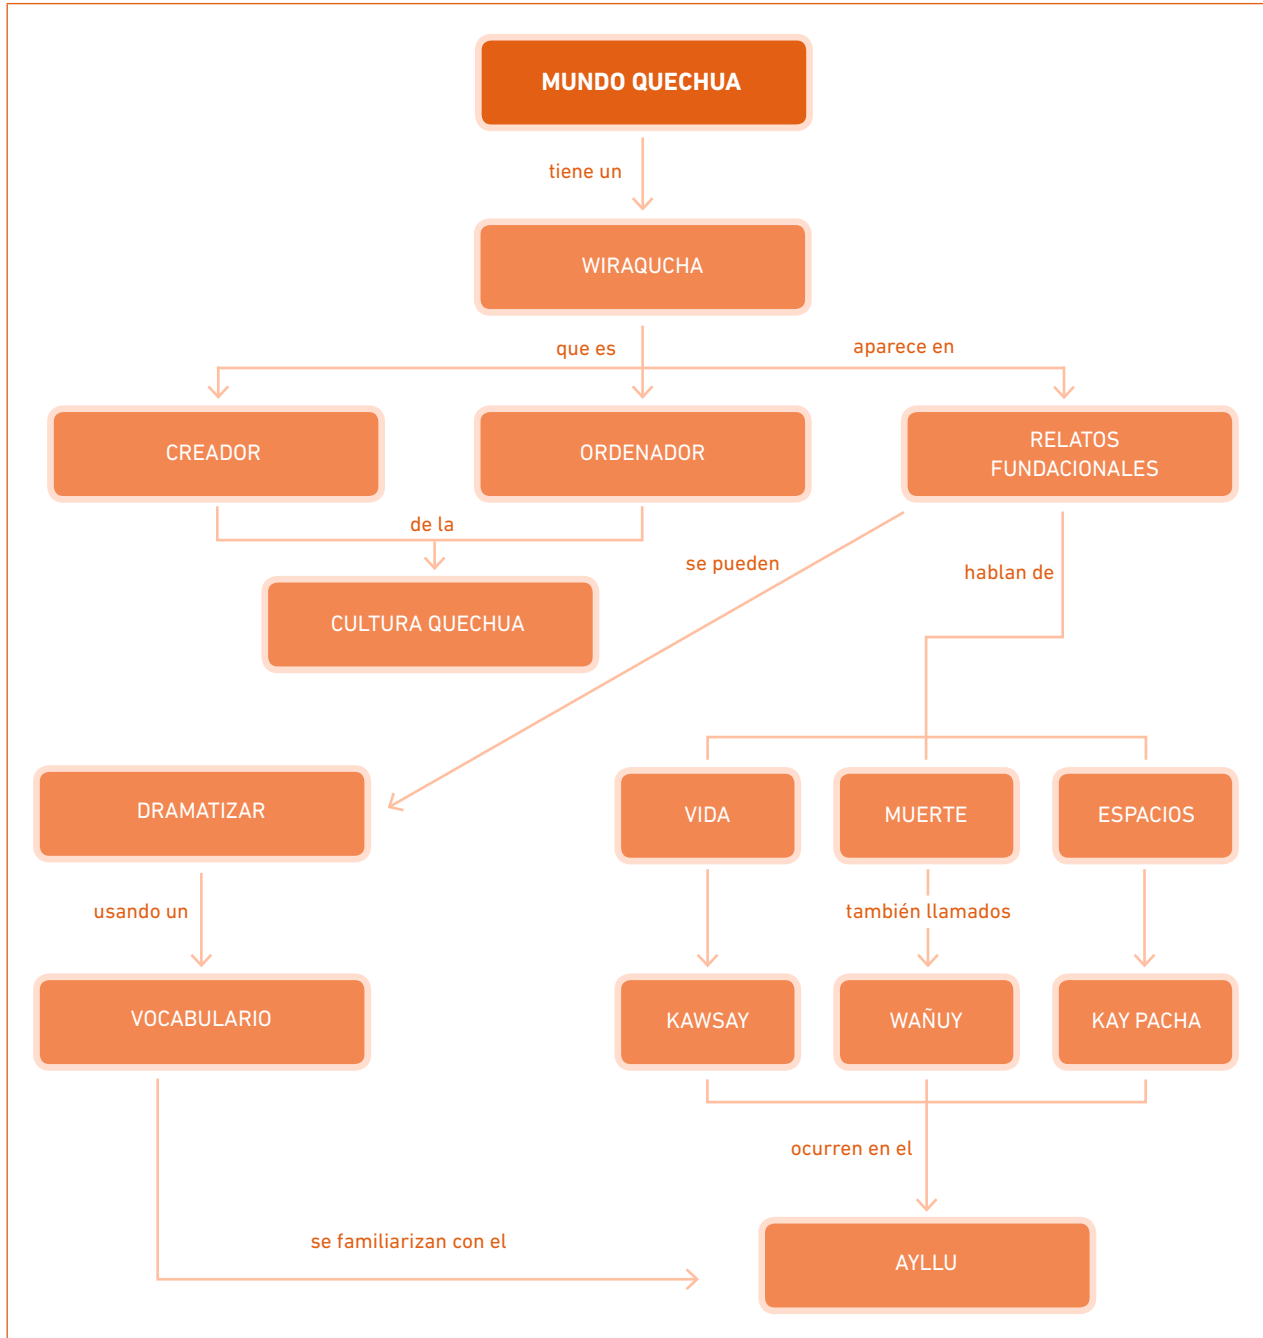 MUNDO QUECHUA
tiene un
WIRAQUCHA
que es
aparece en
CREADOR
ORDENADOR
RELATOS
FUNDACIONALES
de la
se pueden
hablan de
CULTURA QUECHUA
DRAMATIZAR
VIDA
MUERTE
ESPACIOS
usando un
también llamados
VOCABULARIO
KAWSAY
WAÑUY
KAY PACHA
ocurren en el
se familiarizan con el
AYLLU